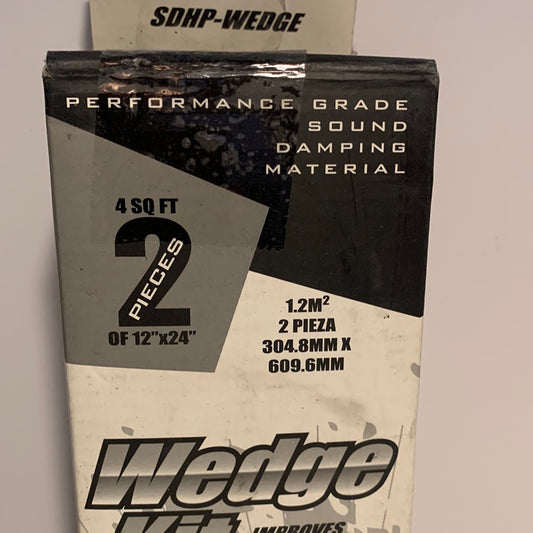 SDHP-WEDGE
PERFORMANCE GRADE
SOUND
DAMPING
MATERIAL
4 SQ FT
2
PIECES
OF 12"x24"
1.2M²
2 PIEZA
304.8MM X
609.6MM
Wedge
Kit IMPROVES